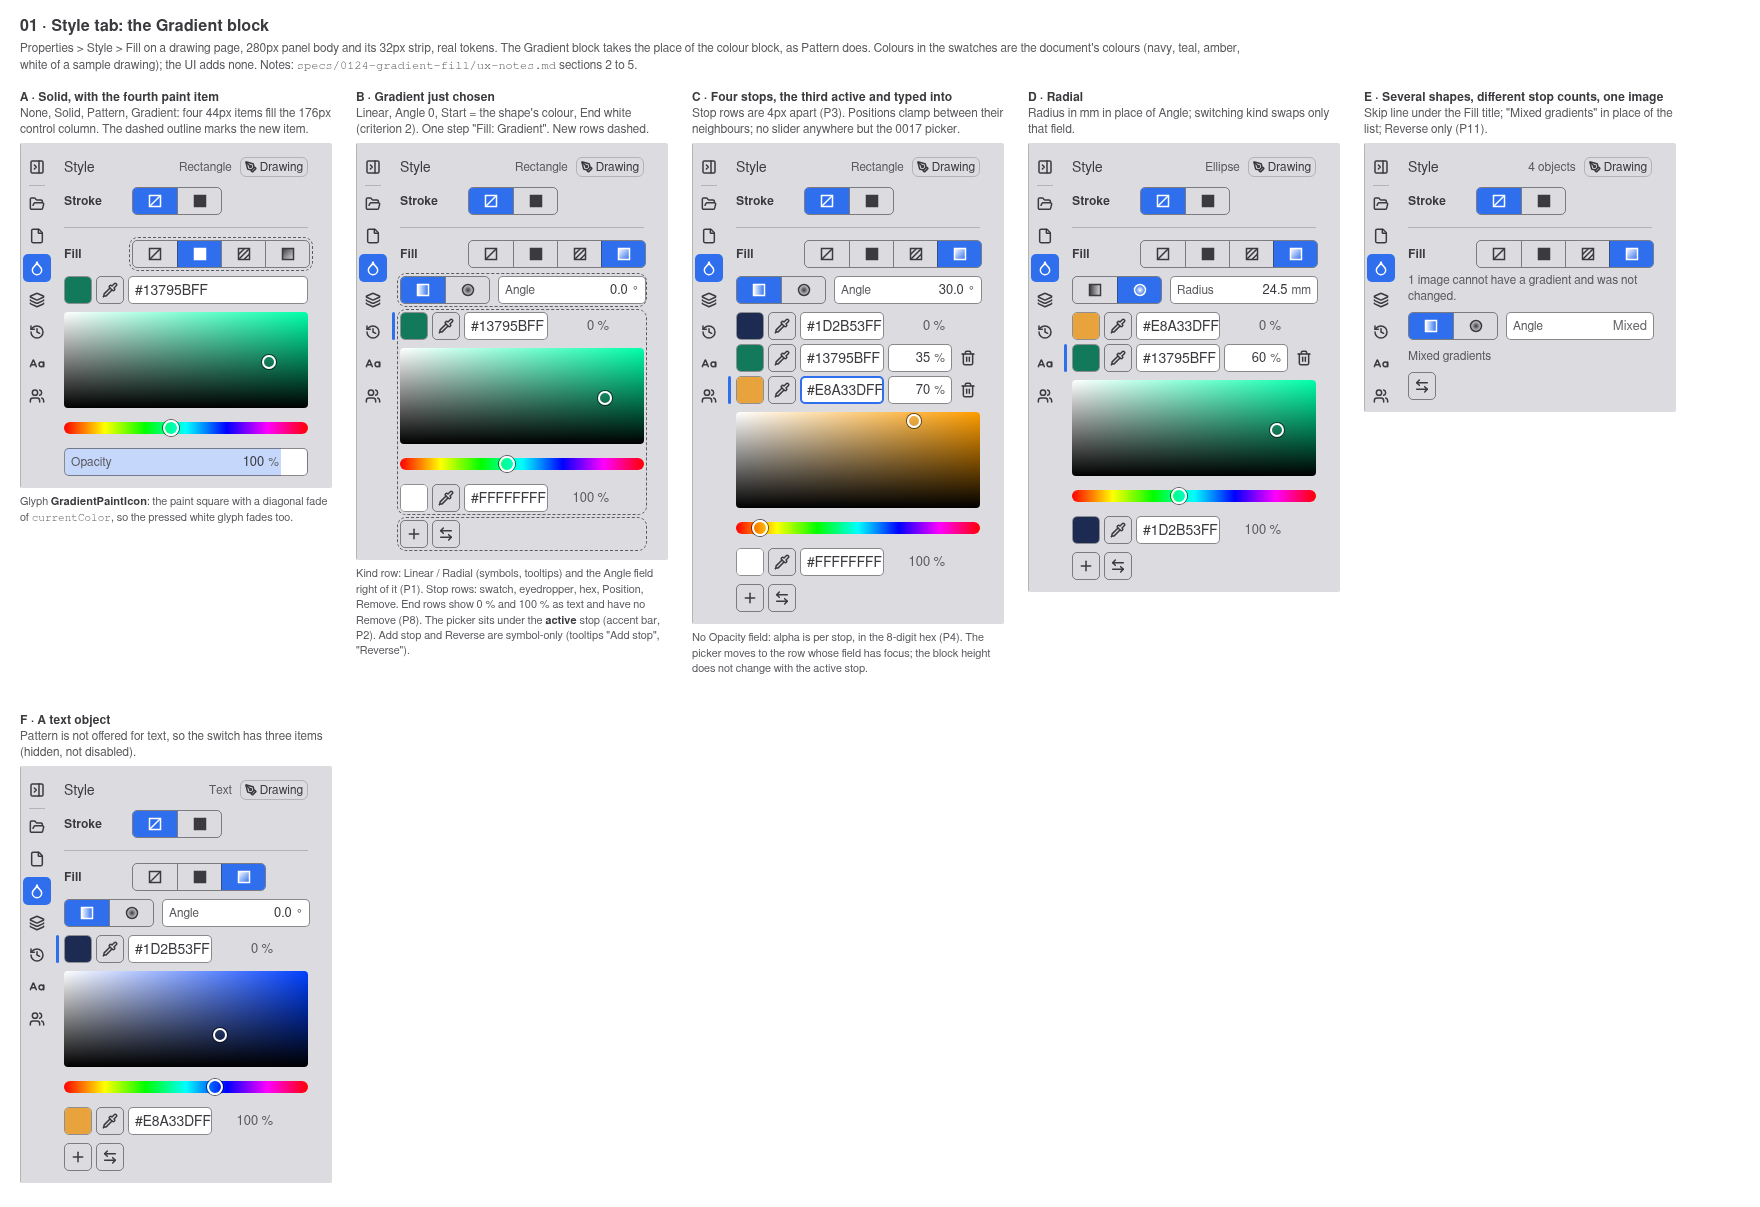 01 · Style tab: the Gradient block
Properties > Style > Fill on a drawing page, 280px panel body and its 32px strip, real tokens. The Gradient block takes the place of the colour block, as Pattern does. Colours in the swatches are the document's colours (navy, teal, amber,
white of a sample drawing); the UI adds none. Notes: specs/0124-gradient-fill/ux-notes.md sections 2 to 5.
A · Solid, with the fourth paint item
None, Solid, Pattern, Gradient: four 44px items fill the 176px
control column. The dashed outline marks the new item.
Style
Rectangle
Drawing
Stroke
Fill
#13795BFF
Opacity
100 %
Aa
Glyph GradientPaintIcon: the paint square with a diagonal fade
of currentColor, so the pressed white glyph fades too.
B · Gradient just chosen
Linear, Angle 0, Start = the shape's colour, End white
(criterion 2). One step "Fill: Gradient". New rows dashed.
Style
Rectangle
Drawing
Stroke
Fill
Angle
0.0 °
#13795BFF
0 %
Aa
#FFFFFFFF
100 %
Kind row: Linear / Radial (symbols, tooltips) and the Angle field
right of it (P1). Stop rows: swatch, eyedropper, hex, Position,
Remove. End rows show 0 % and 100 % as text and have no
Remove (P8). The picker sits under the active stop (accent bar,
P2). Add stop and Reverse are symbol-only (tooltips "Add stop",
"Reverse").
C · Four stops, the third active and typed into
Stop rows are 4px apart (P3). Positions clamp between their
neighbours; no slider anywhere but the 0017 picker.
Style
Rectangle
Drawing
Stroke
Fill
Angle
30.0 °
#1D2B53FF
0 %
#13795BFF
35 %
Aa
#E8A33DFF
70 %
#FFFFFFFF
100 %
No Opacity field: alpha is per stop, in the 8-digit hex (P4). The
picker moves to the row whose field has focus; the block height
does not change with the active stop.
D · Radial
Radius in mm in place of Angle; switching kind swaps only
that field.
Style
Ellipse
Drawing
Stroke
Fill
Radius
24.5 mm
#E8A33DFF
0 %
#13795BFF
60 %
Aa
#1D2B53FF
100 %
E · Several shapes, different stop counts, one image
Skip line under the Fill title; "Mixed gradients" in place of the
list; Reverse only (P11).
Style
4 objects
Drawing
Stroke
Fill
1 image cannot have a gradient and was not
changed.
Angle
Mixed
Mixed gradients
Aa
F · A text object
Pattern is not offered for text, so the switch has three items
(hidden, not disabled).
Style
Text
Drawing
Stroke
Fill
Angle
0.0 °
#1D2B53FF
0 %
Aa
#E8A33DFF
100 %